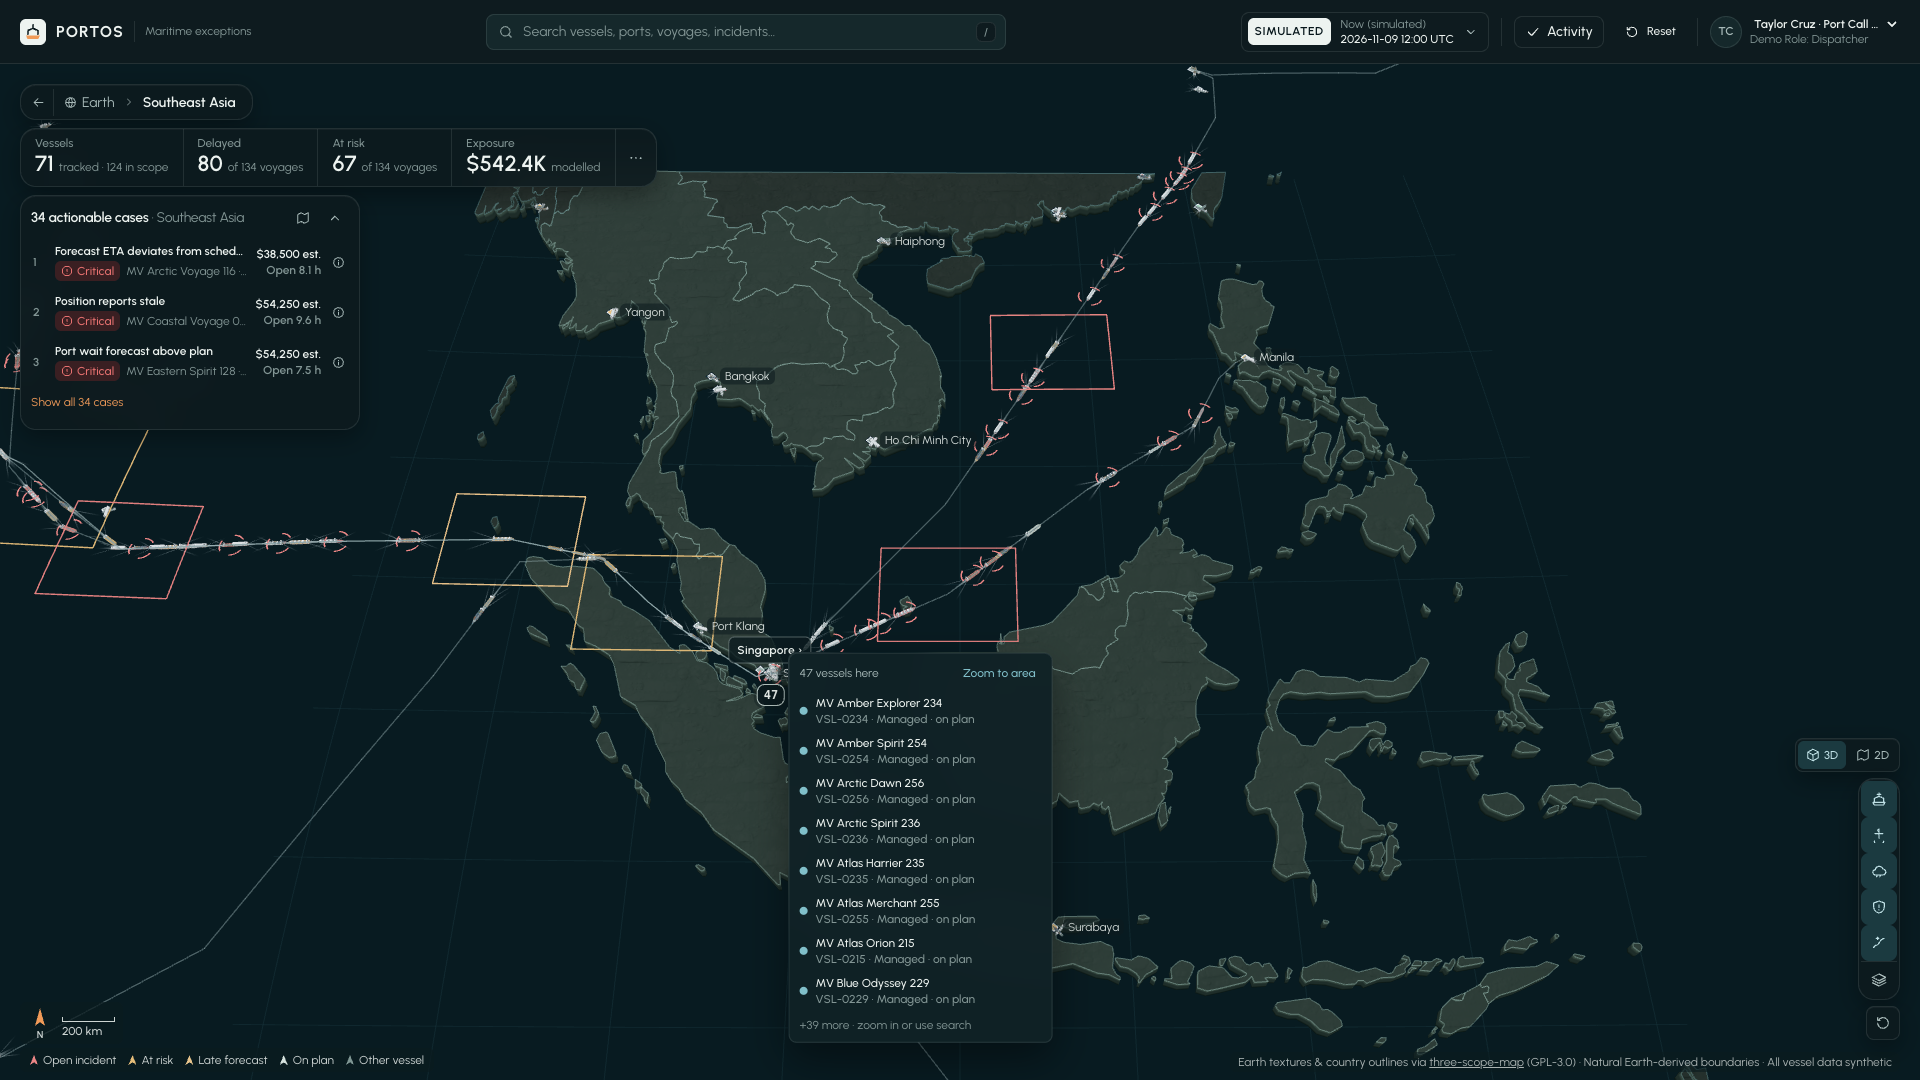 PORTOS
Maritime exceptions
Search vessels, ports, voyages, incidents...
/
SIMULATED
Now (simulated)
2026-11-09 12:00 UTC
Activity
Reset
TC
Taylor Cruz · Port Call ...
Demo Role: Dispatcher
Earth
Southeast Asia
Vessels
71 tracked · 124 in scope
Delayed
80 of 134 voyages
At risk
67 of 134 voyages
Exposure
$542.4K modelled
34 actionable cases · Southeast Asia
1
Forecast ETA deviates from sched...
$38,500 est.
Critical
MV Arctic Voyage 116 ·...
Open 8.1 h
2
Position reports stale
$54,250 est.
Critical
MV Coastal Voyage 0...
Open 9.6 h
3
Port wait forecast above plan
$54,250 est.
Critical
MV Eastern Spirit 128 ·...
Open 7.5 h
Show all 34 cases
Haiphong
Yangon
Manila
Bangkok
Ho Chi Minh City
Port Klang
Singapore ›
47
47 vessels here
Zoom to area
MV Amber Explorer 234
VSL-0234 · Managed · on plan
MV Amber Spirit 254
VSL-0254 · Managed · on plan
MV Arctic Dawn 256
VSL-0256 · Managed · on plan
MV Arctic Spirit 236
VSL-0236 · Managed · on plan
MV Atlas Harrier 235
VSL-0235 · Managed · on plan
MV Atlas Merchant 255
VSL-0255 · Managed · on plan
MV Atlas Orion 215
VSL-0215 · Managed · on plan
MV Blue Odyssey 229
VSL-0229 · Managed · on plan
+39 more · zoom in or use search
Surabaya
3D
2D
N
200 km
Open incident
At risk
Late forecast
On plan
Other vessel
Earth textures & country outlines via three-scope-map (GPL-3.0) · Natural Earth-derived boundaries · All vessel data synthetic